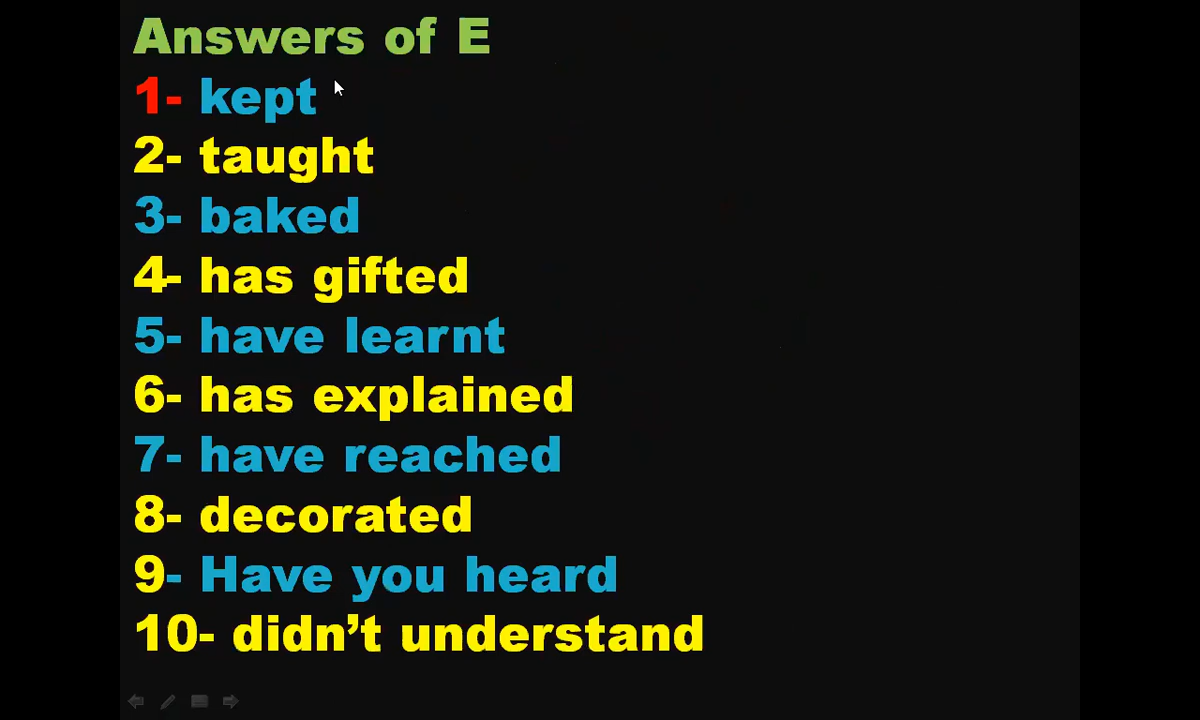 Answers of E
1- kept
2- taught
3- baked
4- has gifted
5- have learnt
6- has explained
7- have reached
8- decorated
9- Have you heard
10- didn’t understand